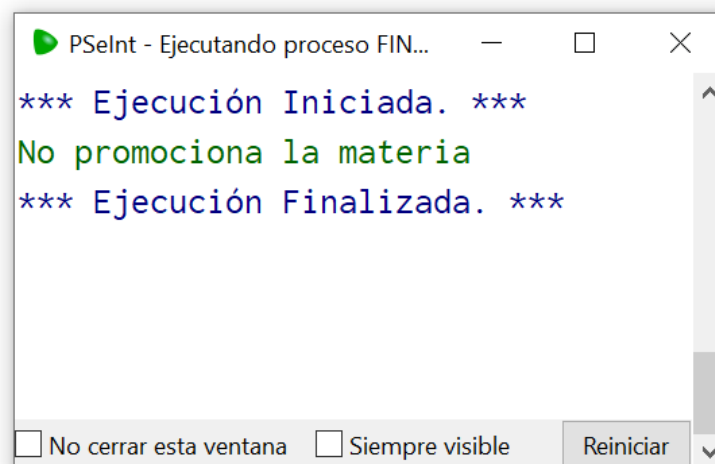 PSeInt - Ejecutando proceso FIN...
*** Ejecución Iniciada. ***
No promociona la materia
*** Ejecución Finalizada. ***
No cerrar esta ventana Siempre visible Reiniciar